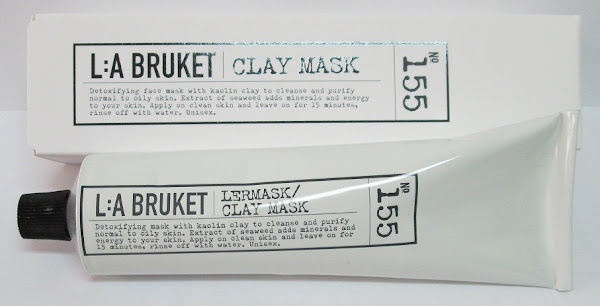 L:A BRUKET CLAY MASK
Nº 155
Detoxifying face mask with kaolin clay to cleanse and purify
normal to oily skin. Extract of seaweed adds minerals and energy
to your skin. Apply on clean skin and leave on for 15 minutes,
rinse off with water. Unisex.
L:A BRUKET LERMASK/
CLAY MASK
Nº 155
Detoxifying mask with kaolin clay to cleanse and purify
normal to oily skin. Extract of seaweed adds minerals and
energy to your skin. Apply on clean skin and leave on for
15 minutes, rinse off with water. Unisex.